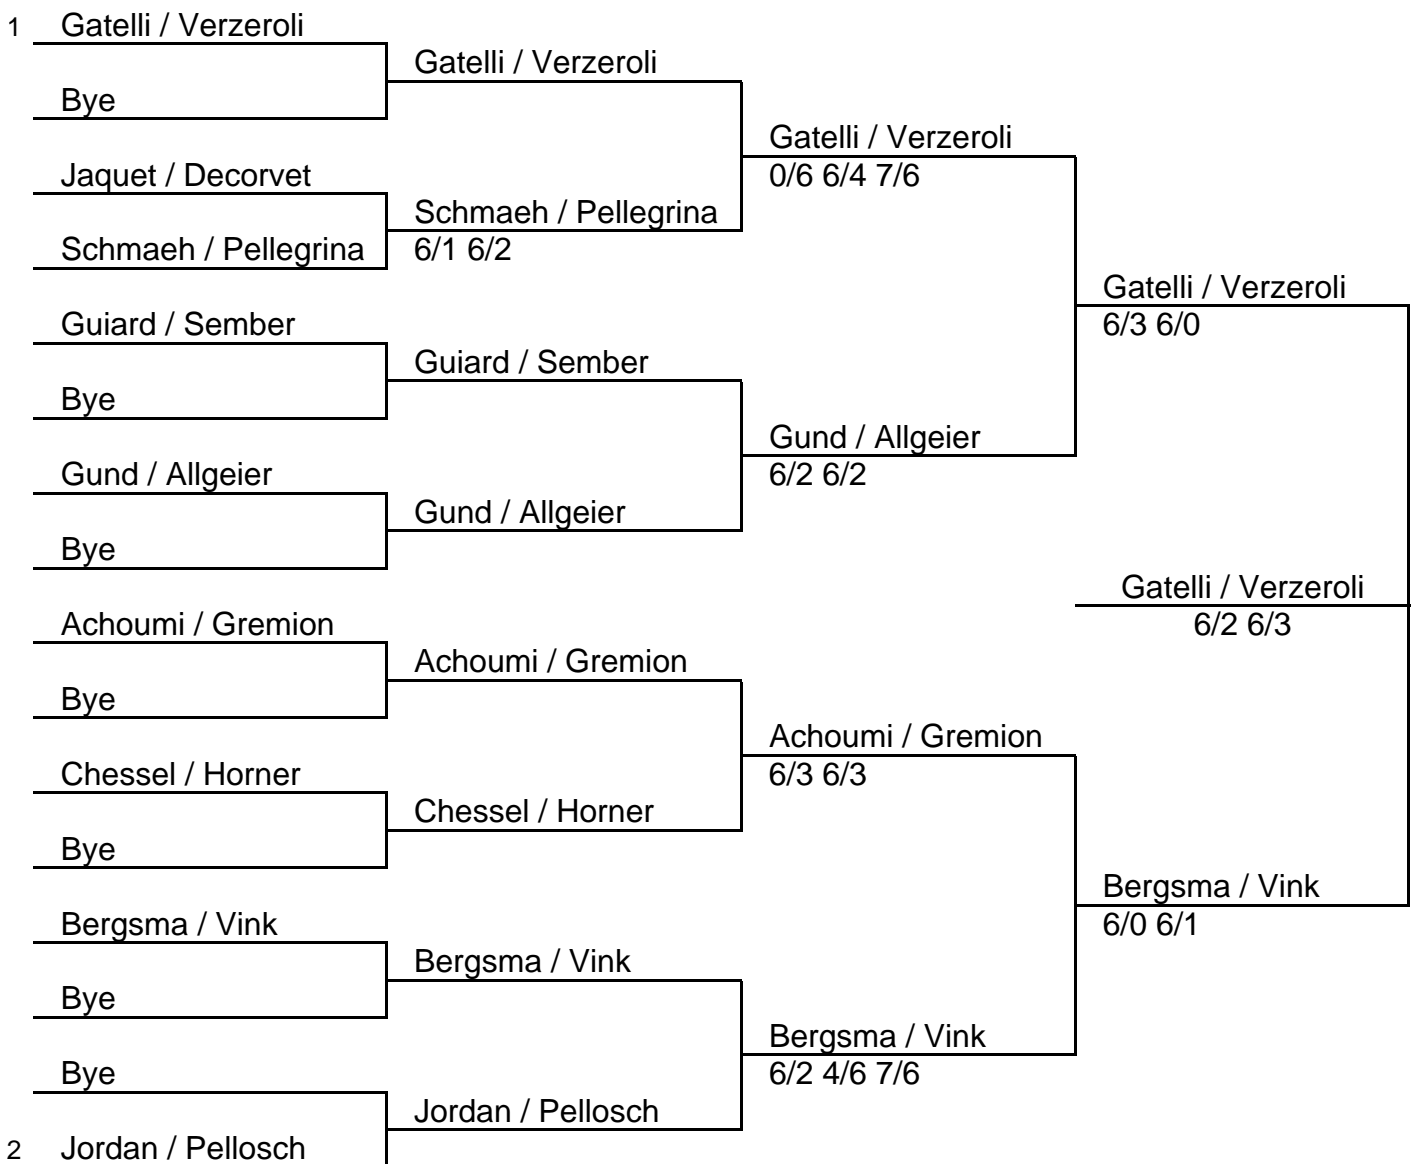 1 Gatelli / Verzeroli
Gatelli / Verzeroli
Bye
Gatelli / Verzeroli
0/6 6/4 7/6
Jaquet / Decorvet
Schmaeh / Pellegrina
6/1 6/2
Schmaeh / Pellegrina
Gatelli / Verzeroli
6/3 6/0
Guiard / Sember
Guiard / Sember
Bye
Gund / Allgeier
6/2 6/2
Gund / Allgeier
Gund / Allgeier
Bye
Gatelli / Verzeroli
6/2 6/3
Achoumi / Gremion
Achoumi / Gremion
Bye
Achoumi / Gremion
6/3 6/3
Chessel / Horner
Chessel / Horner
Bye
Bergsma / Vink
6/0 6/1
Bergsma / Vink
Bergsma / Vink
Bye
Bergsma / Vink
6/2 4/6 7/6
Bye
Jordan / Pellosch
2 Jordan / Pellosch